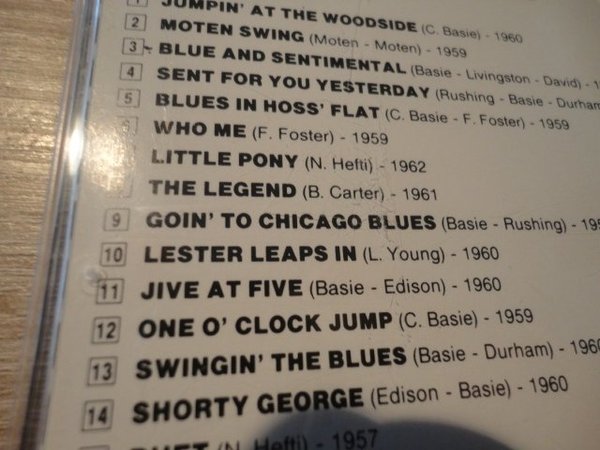 1 JUMPIN' AT THE WOODSIDE (C. Basie) - 1960
2 MOTEN SWING (Moten - Moten) - 1959
3 BLUE AND SENTIMENTAL (Basie - Livingston - David) -
4 SENT FOR YOU YESTERDAY (Rushing - Basie - Durham
5 BLUES IN HOSS' FLAT (C. Basie - F. Foster) - 1959
WHO ME (F. Foster) - 1959
LITTLE PONY (N. Hefti) - 1962
THE LEGEND (B. Carter) - 1961
9 GOIN' TO CHICAGO BLUES (Basie - Rushing) -
10 LESTER LEAPS IN (L. Young) - 1960
11 JIVE AT FIVE (Basie - Edison) - 1960
12 ONE O' CLOCK JUMP (C. Basie) - 1959
13 SWINGIN' THE BLUES (Basie - Durham) - 1960
14 SHORTY GEORGE (Edison - Basie) - 1960
DUET (N. Hefti) - 1957